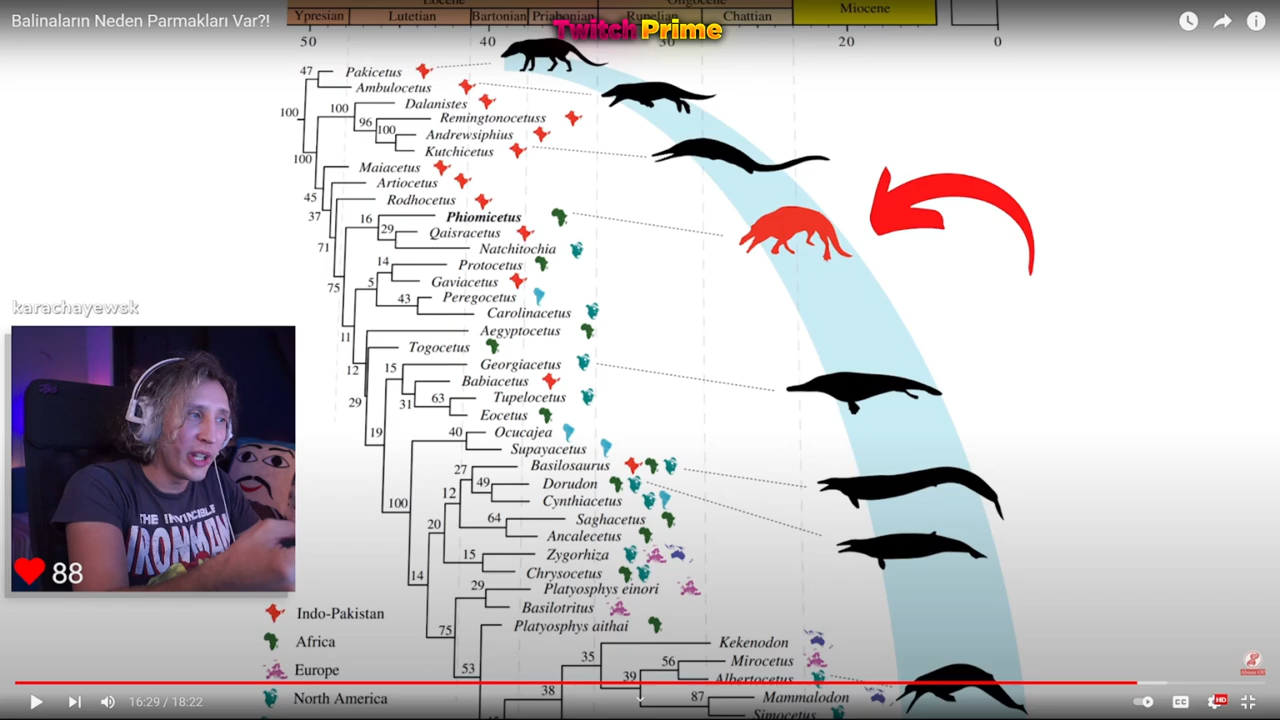 Balinaların Neden Parmakları Var?!
Ypresian Lutetian Bartonian Priabonian Rupelian Chattian Miocene
Twitch Prime
50 40 30 20 0
47 Pakicetus
Ambulocetus
100 100 Dalanistes
96 Remingtonocetuss
100 Andrewsiphius
100 Kutchicetus
Maiacetus
Artiocetus
45 Rodhocetus
37 16 Phiomicetus
29 Qaisracetus
71 Natchitochia
14 Protocetus
75 5 Gaviacetus
43 Peregocetus
Carolinacetus
11 Aegyptocetus
Togocetus
12 15 Georgiacetus
Babiacetus
29 31 63 Tupelocetus
Eocetus
19 40 Ocucajea
Supayacetus
27 Basilosaurus
49 Dorudon
100 12 Cynthiacetus
20 64 Saghacetus
Ancalecetus
15 Zygorhiza
14 Chrysocetus
29 Platyosphys einori
Basilotritus
75 Platyosphys aithai
35 Kekenodon
53 56 Mirocetus
39 Albertocetus
38 87 Mammalodon
Simocetus
karachayewsk
THE INVINCIBLE
IRONMAN
88
Indo-Pakistan
Africa
Europe
North America
16:29 / 18:22
CC
HD